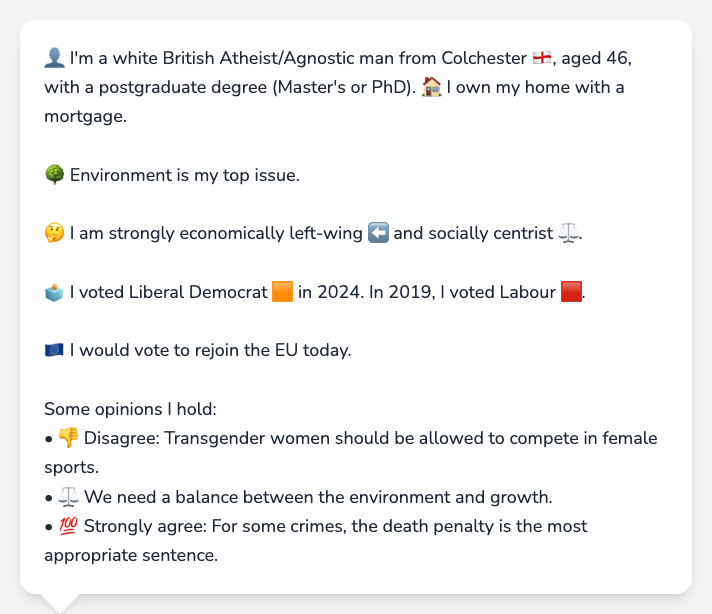 👤 I'm a white British Atheist/Agnostic man from Colchester 🏴󠁧󠁢󠁥󠁮󠁧󠁿, aged 46,
with a postgraduate degree (Master's or PhD). 🏠 I own my home with a
mortgage.
🌳 Environment is my top issue.
🤔 I am strongly economically left-wing ⬅️ and socially centrist ⚖️.
🗳️ I voted Liberal Democrat 🟧 in 2024. In 2019, I voted Labour 🟥.
🇪🇺 I would vote to rejoin the EU today.
Some opinions I hold:
• 👎 Disagree: Transgender women should be allowed to compete in female
sports.
• ⚖️ We need a balance between the environment and growth.
• 💯 Strongly agree: For some crimes, the death penalty is the most
appropriate sentence.